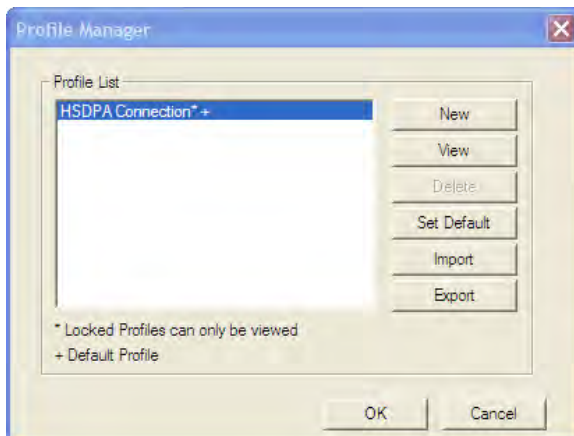 Profile Manager
Profile List
HSDPA Connection* +
New
View
Delete
Set Default
Import
Export
* Locked Profiles can only be viewed
+ Default Profile
OK
Cancel